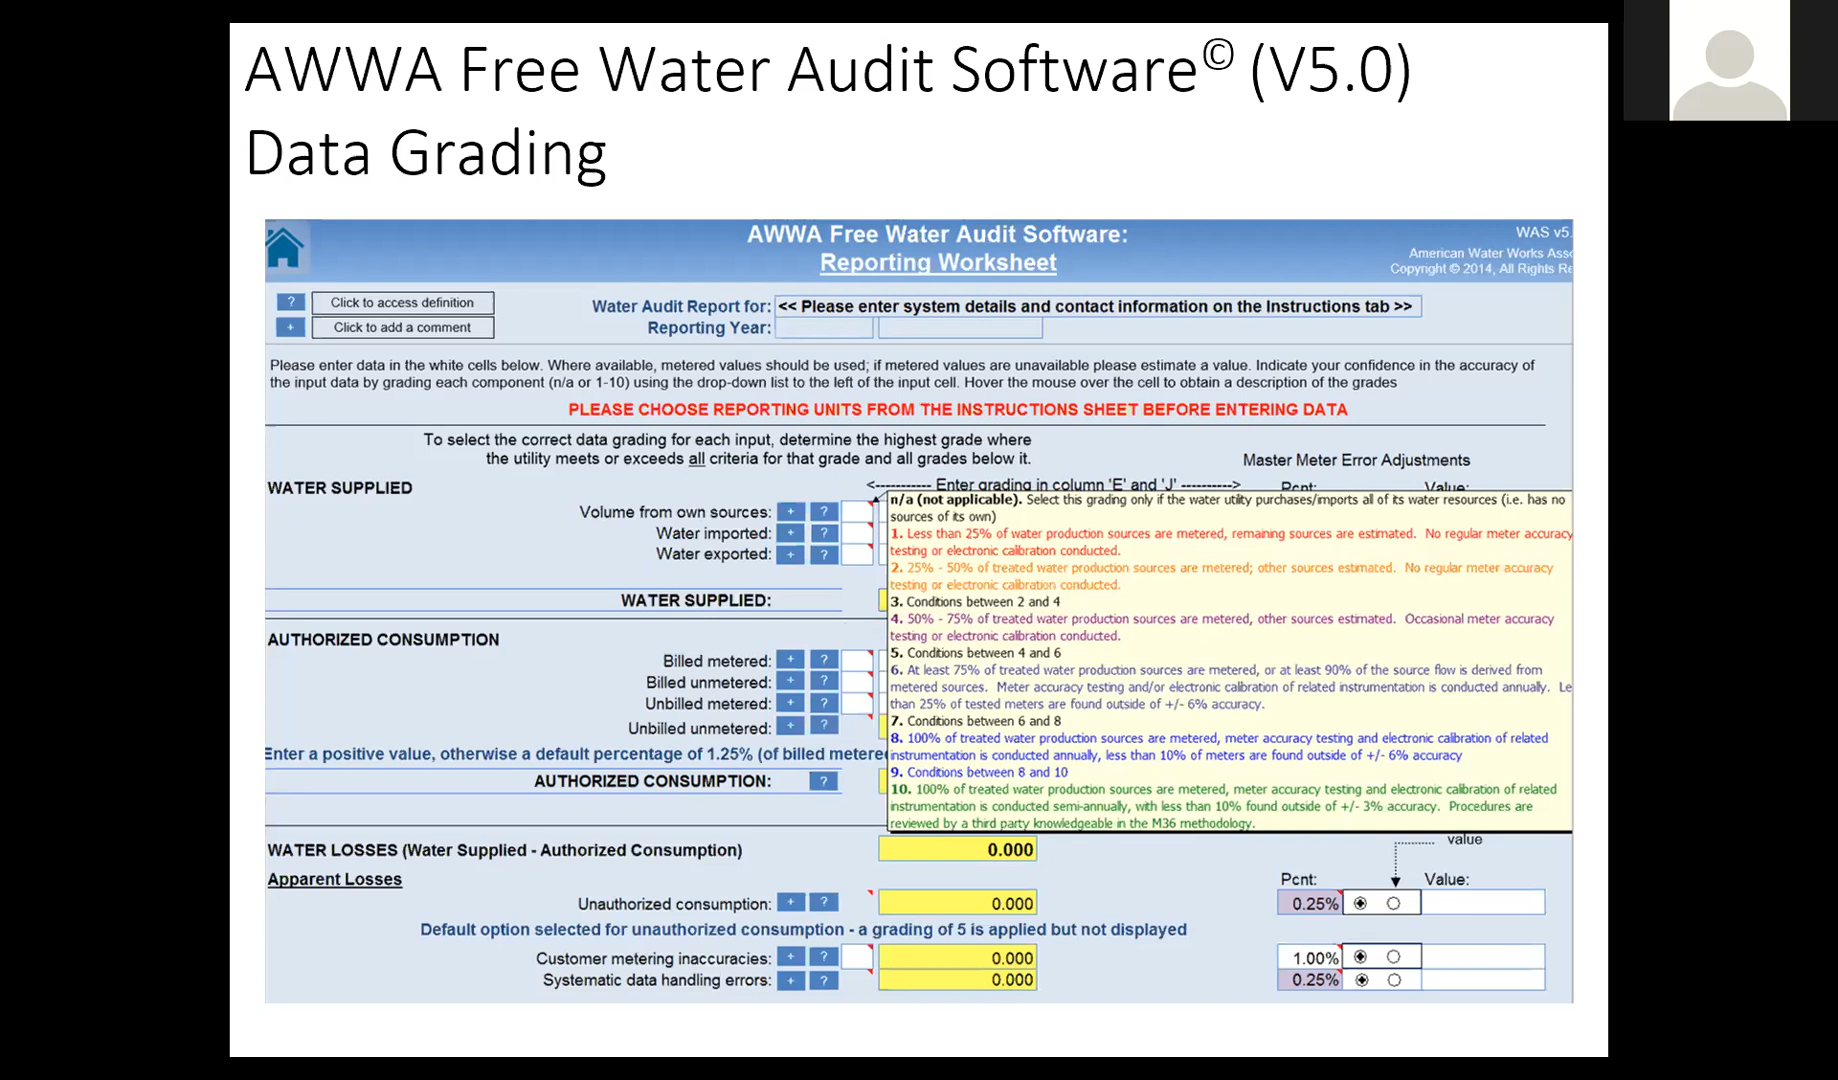 AWWA Free Water Audit Software© (V5.0)
Data Grading
AWWA Free Water Audit Software:
Reporting Worksheet
WAS v5.
American Water Works Asso
Copyright © 2014, All Rights Re
? Click to access definition
+ Click to add a comment
Water Audit Report for: << Please enter system details and contact information on the Instructions tab >>
Reporting Year:
Please enter data in the white cells below. Where available, metered values should be used; if metered values are unavailable please estimate a value. Indicate your confidence in the accuracy of
the input data by grading each component (n/a or 1-10) using the drop-down list to the left of the input cell. Hover the mouse over the cell to obtain a description of the grades
PLEASE CHOOSE REPORTING UNITS FROM THE INSTRUCTIONS SHEET BEFORE ENTERING DATA
To select the correct data grading for each input, determine the highest grade where
the utility meets or exceeds all criteria for that grade and all grades below it.
Master Meter Error Adjustments
WATER SUPPLIED
<----------- Enter grading in column 'E' and 'J' ---------->
Pcnt: Value:
Volume from own sources: + ?
Water imported: + ?
Water exported: + ?
WATER SUPPLIED:
AUTHORIZED CONSUMPTION
Billed metered: + ?
Billed unmetered: + ?
Unbilled metered: + ?
Unbilled unmetered: + ?
Enter a positive value, otherwise a default percentage of 1.25% (of billed metere
AUTHORIZED CONSUMPTION: ?
n/a (not applicable). Select this grading only if the water utility purchases/imports all of its water resources (i.e. has no
sources of its own)
1. Less than 25% of water production sources are metered, remaining sources are estimated. No regular meter accuracy
testing or electronic calibration conducted.
2. 25% - 50% of treated water production sources are metered; other sources estimated. No regular meter accuracy
testing or electronic calibration conducted.
3. Conditions between 2 and 4
4. 50% - 75% of treated water production sources are metered, other sources estimated. Occasional meter accuracy
testing or electronic calibration conducted.
5. Conditions between 4 and 6
6. At least 75% of treated water production sources are metered, or at least 90% of the source flow is derived from
metered sources. Meter accuracy testing and/or electronic calibration of related instrumentation is conducted annually. Le
than 25% of tested meters are found outside of +/- 6% accuracy.
7. Conditions between 6 and 8
8. 100% of treated water production sources are metered, meter accuracy testing and electronic calibration of related
instrumentation is conducted annually, less than 10% of meters are found outside of +/- 6% accuracy
9. Conditions between 8 and 10
10. 100% of treated water production sources are metered, meter accuracy testing and electronic calibration of related
instrumentation is conducted semi-annually, with less than 10% found outside of +/- 3% accuracy. Procedures are
reviewed by a third party knowledgeable in the M36 methodology.
value
WATER LOSSES (Water Supplied - Authorized Consumption) 0.000
Apparent Losses
Pcnt: Value:
Unauthorized consumption: + ? 0.000 0.25%
Default option selected for unauthorized consumption - a grading of 5 is applied but not displayed
Customer metering inaccuracies: + ? 0.000 1.00%
Systematic data handling errors: + ? 0.000 0.25%